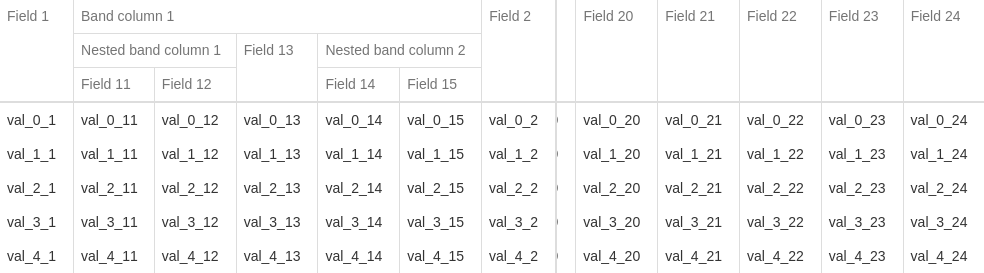 Field 1 Band column 1 Field 2 Field 20 Field 21 Field 22 Field 23 Field 24
Nested band column 1 Field 13 Nested band column 2
Field 11 Field 12 Field 14 Field 15
val_0_1 val_0_11 val_0_12 val_0_13 val_0_14 val_0_15 val_0_2 val_0_20 val_0_21 val_0_22 val_0_23 val_0_24
val_1_1 val_1_11 val_1_12 val_1_13 val_1_14 val_1_15 val_1_2 val_1_20 val_1_21 val_1_22 val_1_23 val_1_24
val_2_1 val_2_11 val_2_12 val_2_13 val_2_14 val_2_15 val_2_2 val_2_20 val_2_21 val_2_22 val_2_23 val_2_24
val_3_1 val_3_11 val_3_12 val_3_13 val_3_14 val_3_15 val_3_2 val_3_20 val_3_21 val_3_22 val_3_23 val_3_24
val_4_1 val_4_11 val_4_12 val_4_13 val_4_14 val_4_15 val_4_2 val_4_20 val_4_21 val_4_22 val_4_23 val_4_24